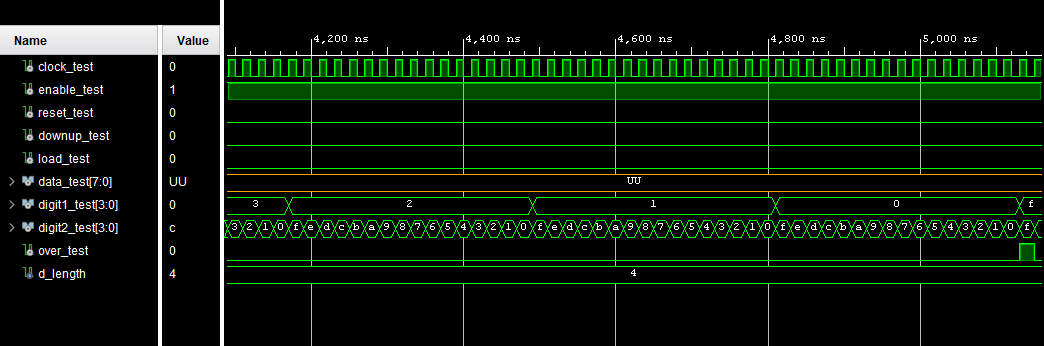 Name Value 4,200 ns 4,400 ns 4,600 ns 4,800 ns 5,000 ns
clock_test 0
enable_test 1
reset_test 0
downup_test 0
load_test 0
data_test[7:0] UU UU
digit1_test[3:0] 0 3 2 1 0 f
digit2_test[3:0] c 3 2 1 0 f e d c b a 9 8 7 6 5 4 3 2 1 0 f e d c b a 9 8 7 6 5 4 3 2 1 0 f e d c b a 9 8 7 6 5 4 3 2 1 0 f
over_test 0
d_length 4 4